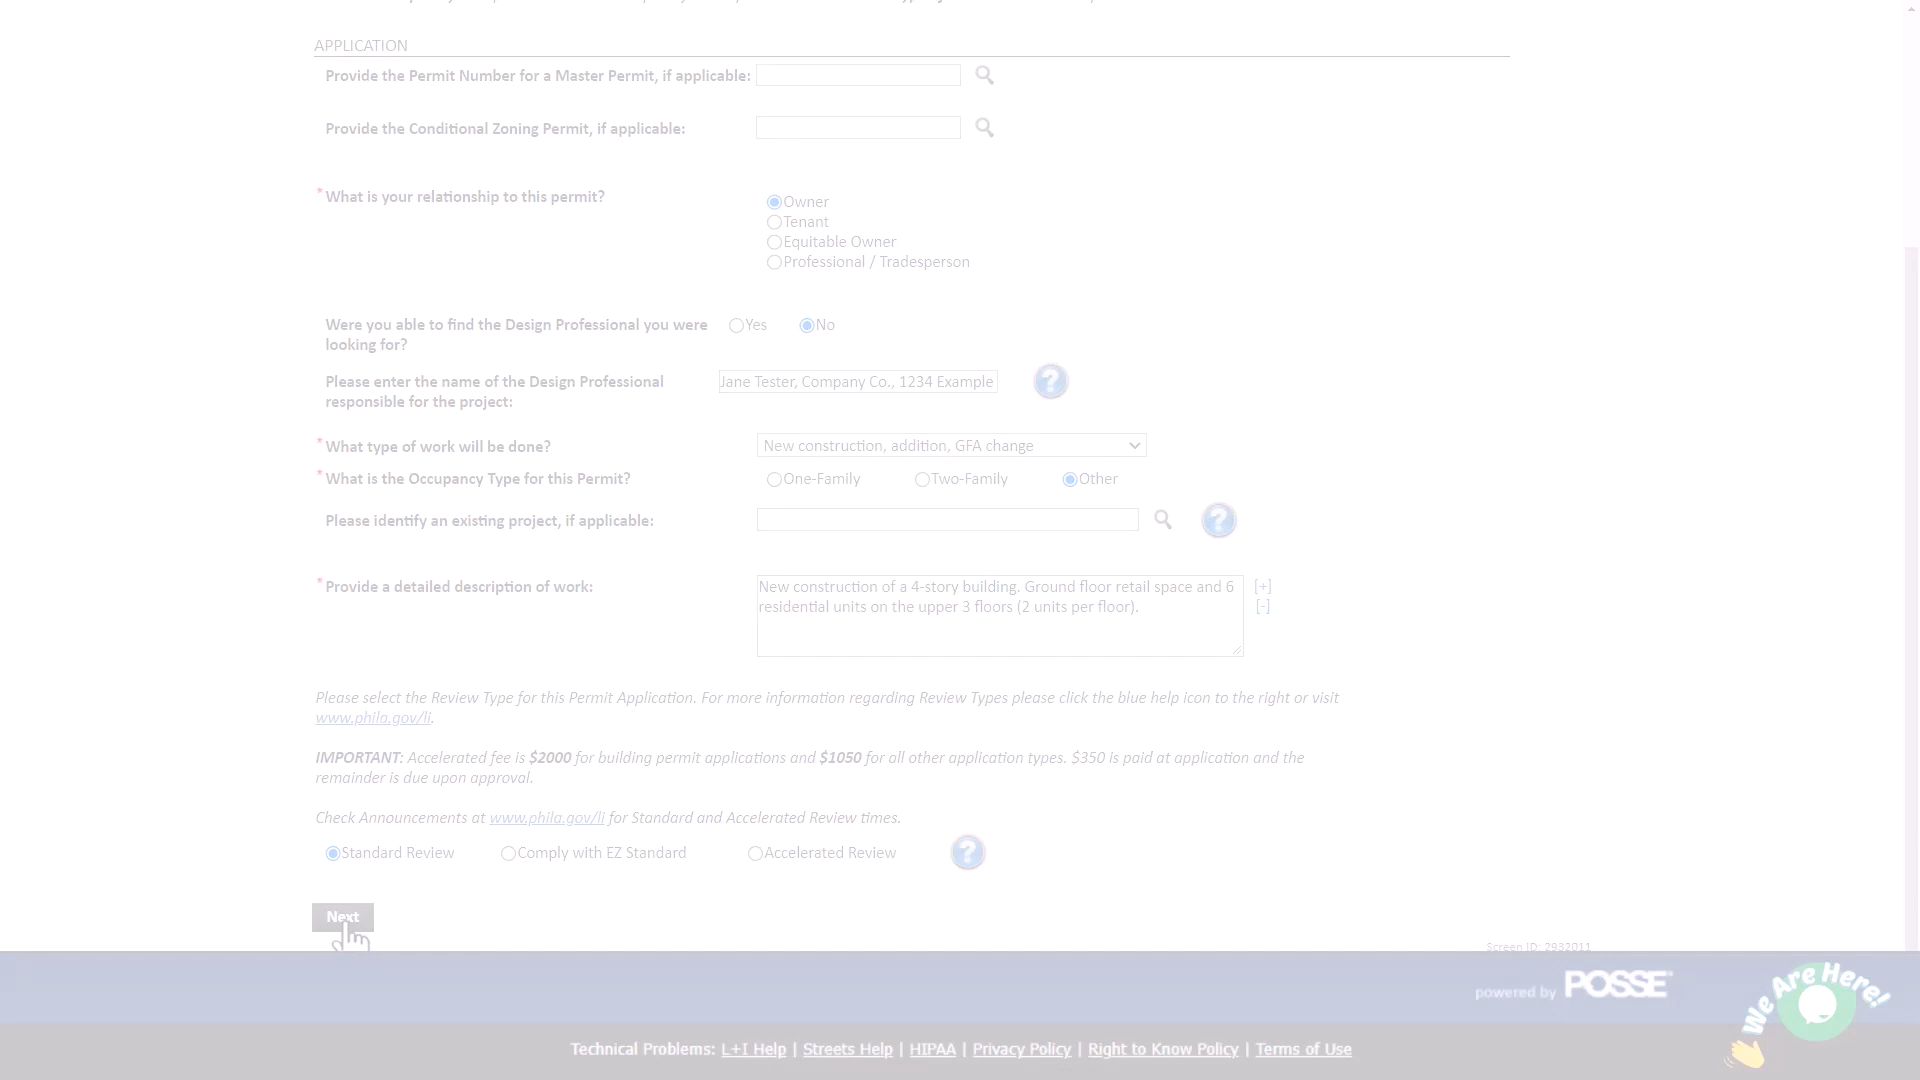 APPLICATION
Provide the Permit Number for a Master Permit, if applicable:
Provide the Conditional Zoning Permit, if applicable:
* What is your relationship to this permit?
Owner
Tenant
Equitable Owner
Professional / Tradesperson
Were you able to find the Design Professional you were Yes No
looking for?
Please enter the name of the Design Professional Jane Tester, Company Co., 1234 Example
responsible for the project:
* What type of work will be done? New construction, addition, GFA change
* What is the Occupancy Type for this Permit? One-Family Two-Family Other
Please identify an existing project, if applicable:
* Provide a detailed description of work: New construction of a 4-story building. Ground floor retail space and 6 [+]
residential units on the upper 3 floors (2 units per floor). [-]
Please select the Review Type for this Permit Application. For more information regarding Review Types please click the blue help icon to the right or visit
www.phila.gov/li.
IMPORTANT: Accelerated fee is $2000 for building permit applications and $1050 for all other application types. $350 is paid at application and the
remainder is due upon approval.
Check Announcements at www.phila.gov/li for Standard and Accelerated Review times.
Standard Review Comply with EZ Standard Accelerated Review ?
Next
Screen ID: 2932011
powered by POSSE
We Are Here!
Technical Problems: L+I Help | Streets Help | HIPAA | Privacy Policy | Right to Know Policy | Terms of Use